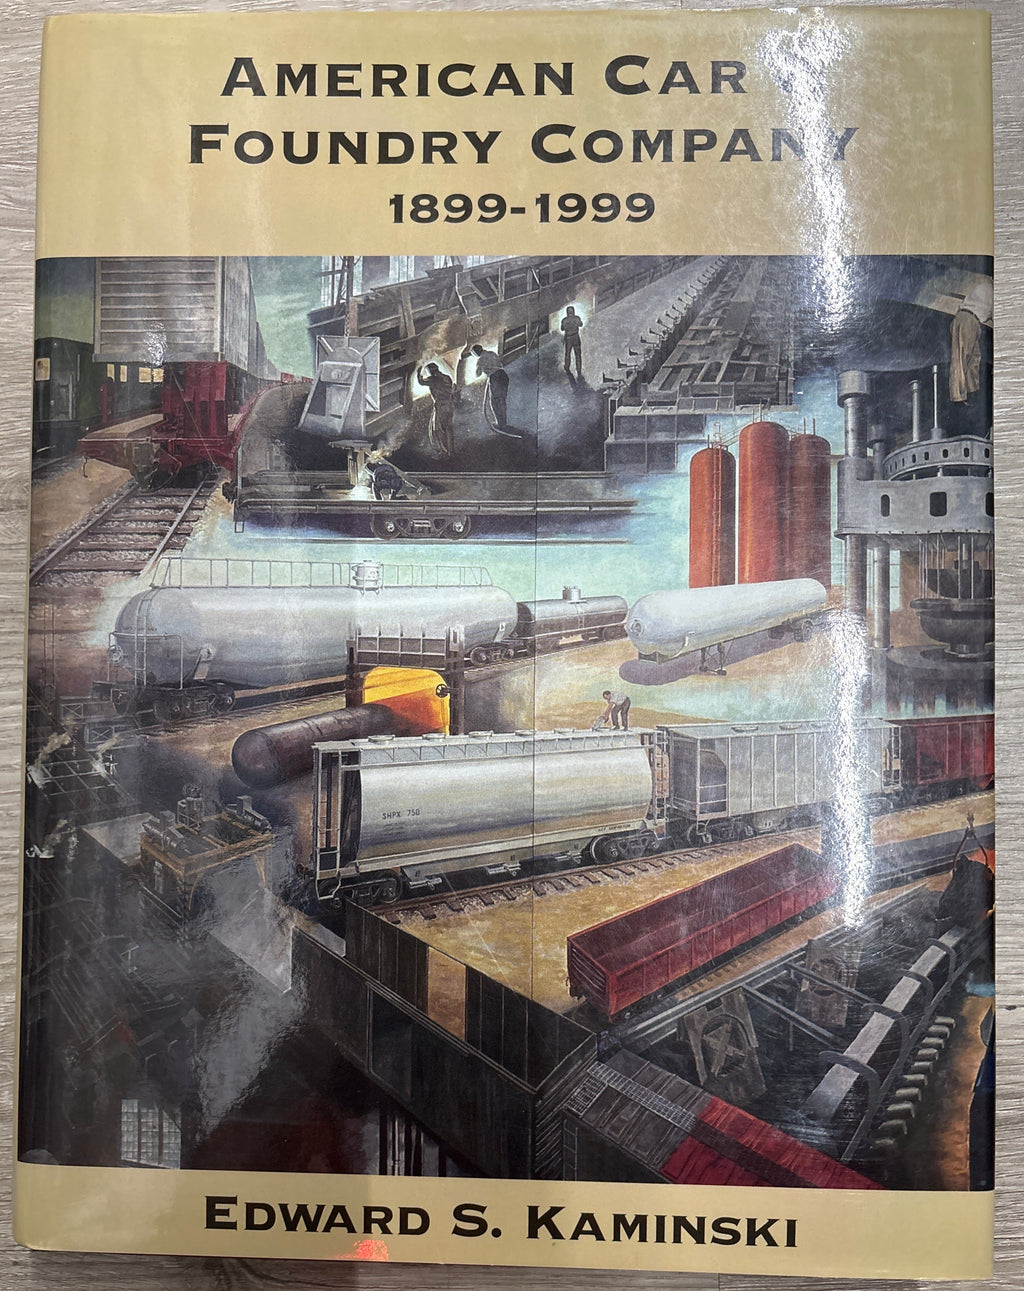 AMERICAN CAR
FOUNDRY COMPANY
1899-1999
SHPX 750
EDWARD S. KAMINSKI